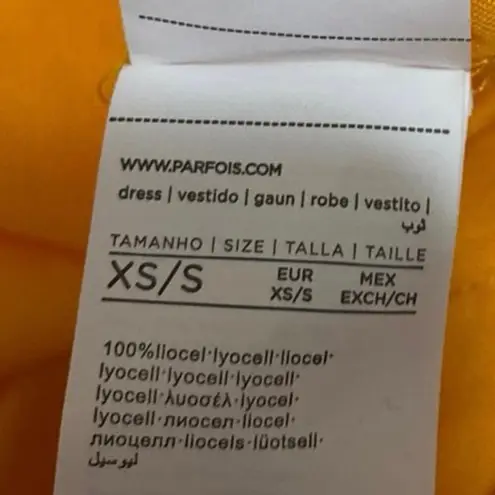 WWW.PARFOIS.COM
dress | vestido | gaun | robe | vestito |
ثوب
TAMANHO | SIZE | TALLA | TAILLE
XS/S EUR XS/S MEX EXCH/CH
100%liocel·lyocell·liocel·
lyocell·lyocell·lyocell·
lyocell·λυοσέλ·lyocel·
lyocell·лиосел·liocel·
лиоцелл·liocels·lüotsell·
ليوسيل